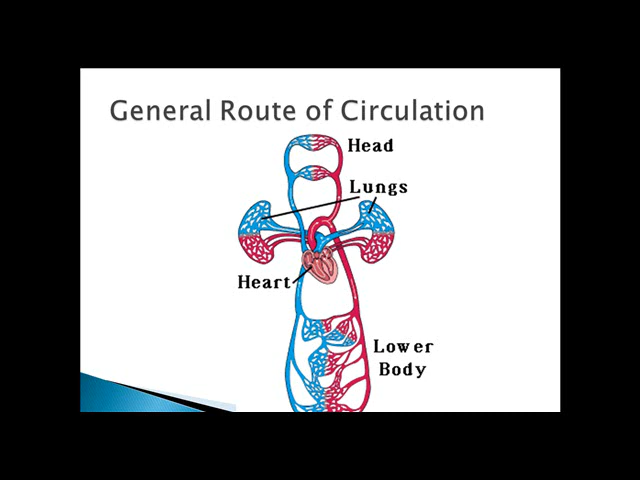 General Route of Circulation
Head
Lungs
Heart
Lower
Body